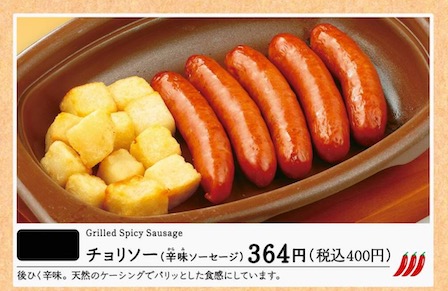 Grilled Spicy Sausage
チョリソー(辛味ソーセージ) 364円(税込400円)
後ひく辛味。天然のケーシングでパリッとした食感にしています。